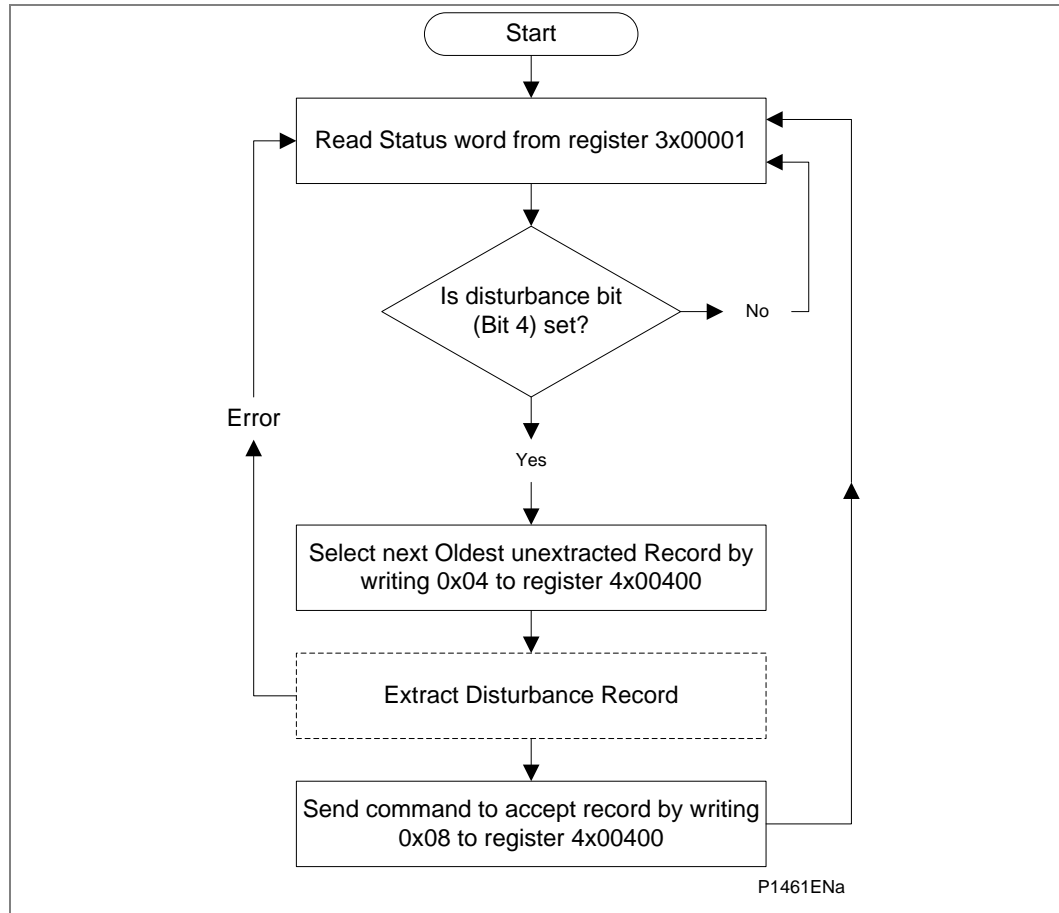 Start
Read Status word from register 3x00001
Is disturbance bit
(Bit 4) set?
No
Error
Yes
Select next Oldest unextracted Record by
writing 0x04 to register 4x00400
Extract Disturbance Record
Send command to accept record by writing
0x08 to register 4x00400
P1461ENa